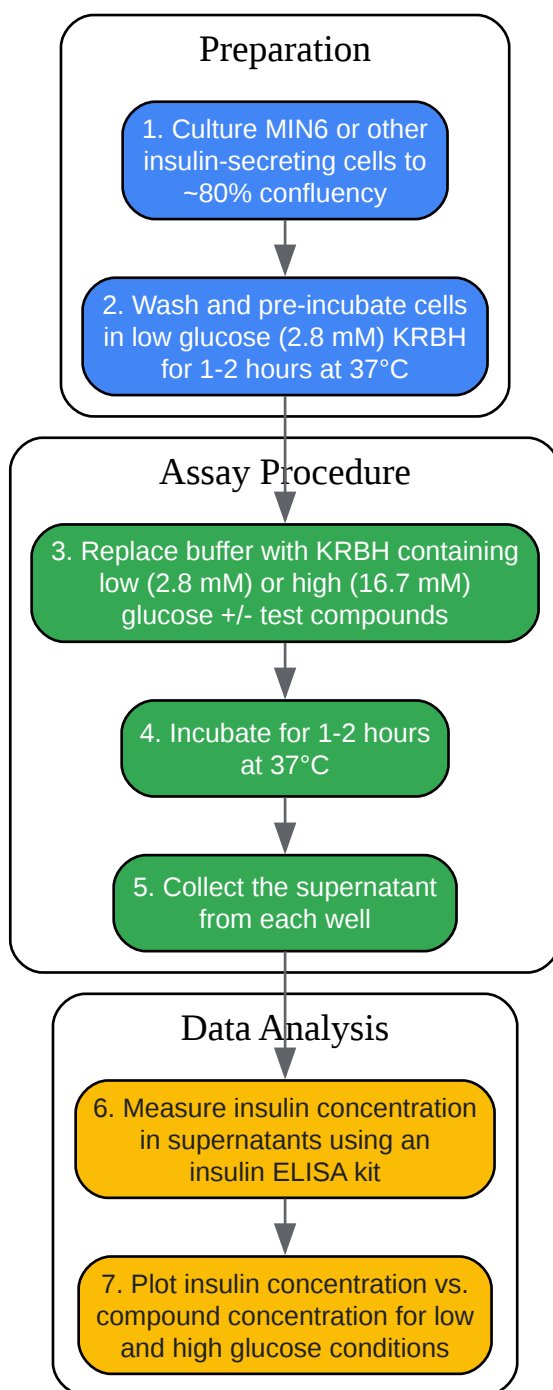 Preparation
1. Culture MIN6 or other
insulin-secreting cells to
~80% confluency
2. Wash and pre-incubate cells
in low glucose (2.8 mM) KRBH
for 1-2 hours at 37°C
Assay Procedure
3. Replace buffer with KRBH containing
low (2.8 mM) or high (16.7 mM)
glucose +/- test compounds
4. Incubate for 1-2 hours
at 37°C
5. Collect the supernatant
from each well
Data Analysis
6. Measure insulin concentration
in supernatants using an
insulin ELISA kit
7. Plot insulin concentration vs.
compound concentration for low
and high glucose conditions